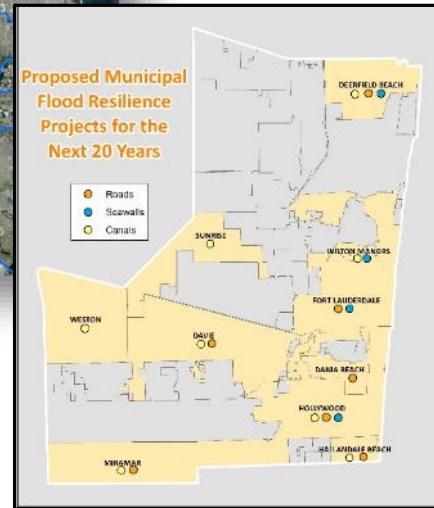 Proposed Municipal
Flood Resilience
Projects for the
Next 20 Years
Roads
Seawalls
Canals
DEERFIELD BEACH
SUNRISE
WILTON MANORS
FORT LAUDERDALE
WESTON
DAVIE
DANIA BEACH
HOLLYWOOD
HALLANDALE BEACH
MIRAMAR